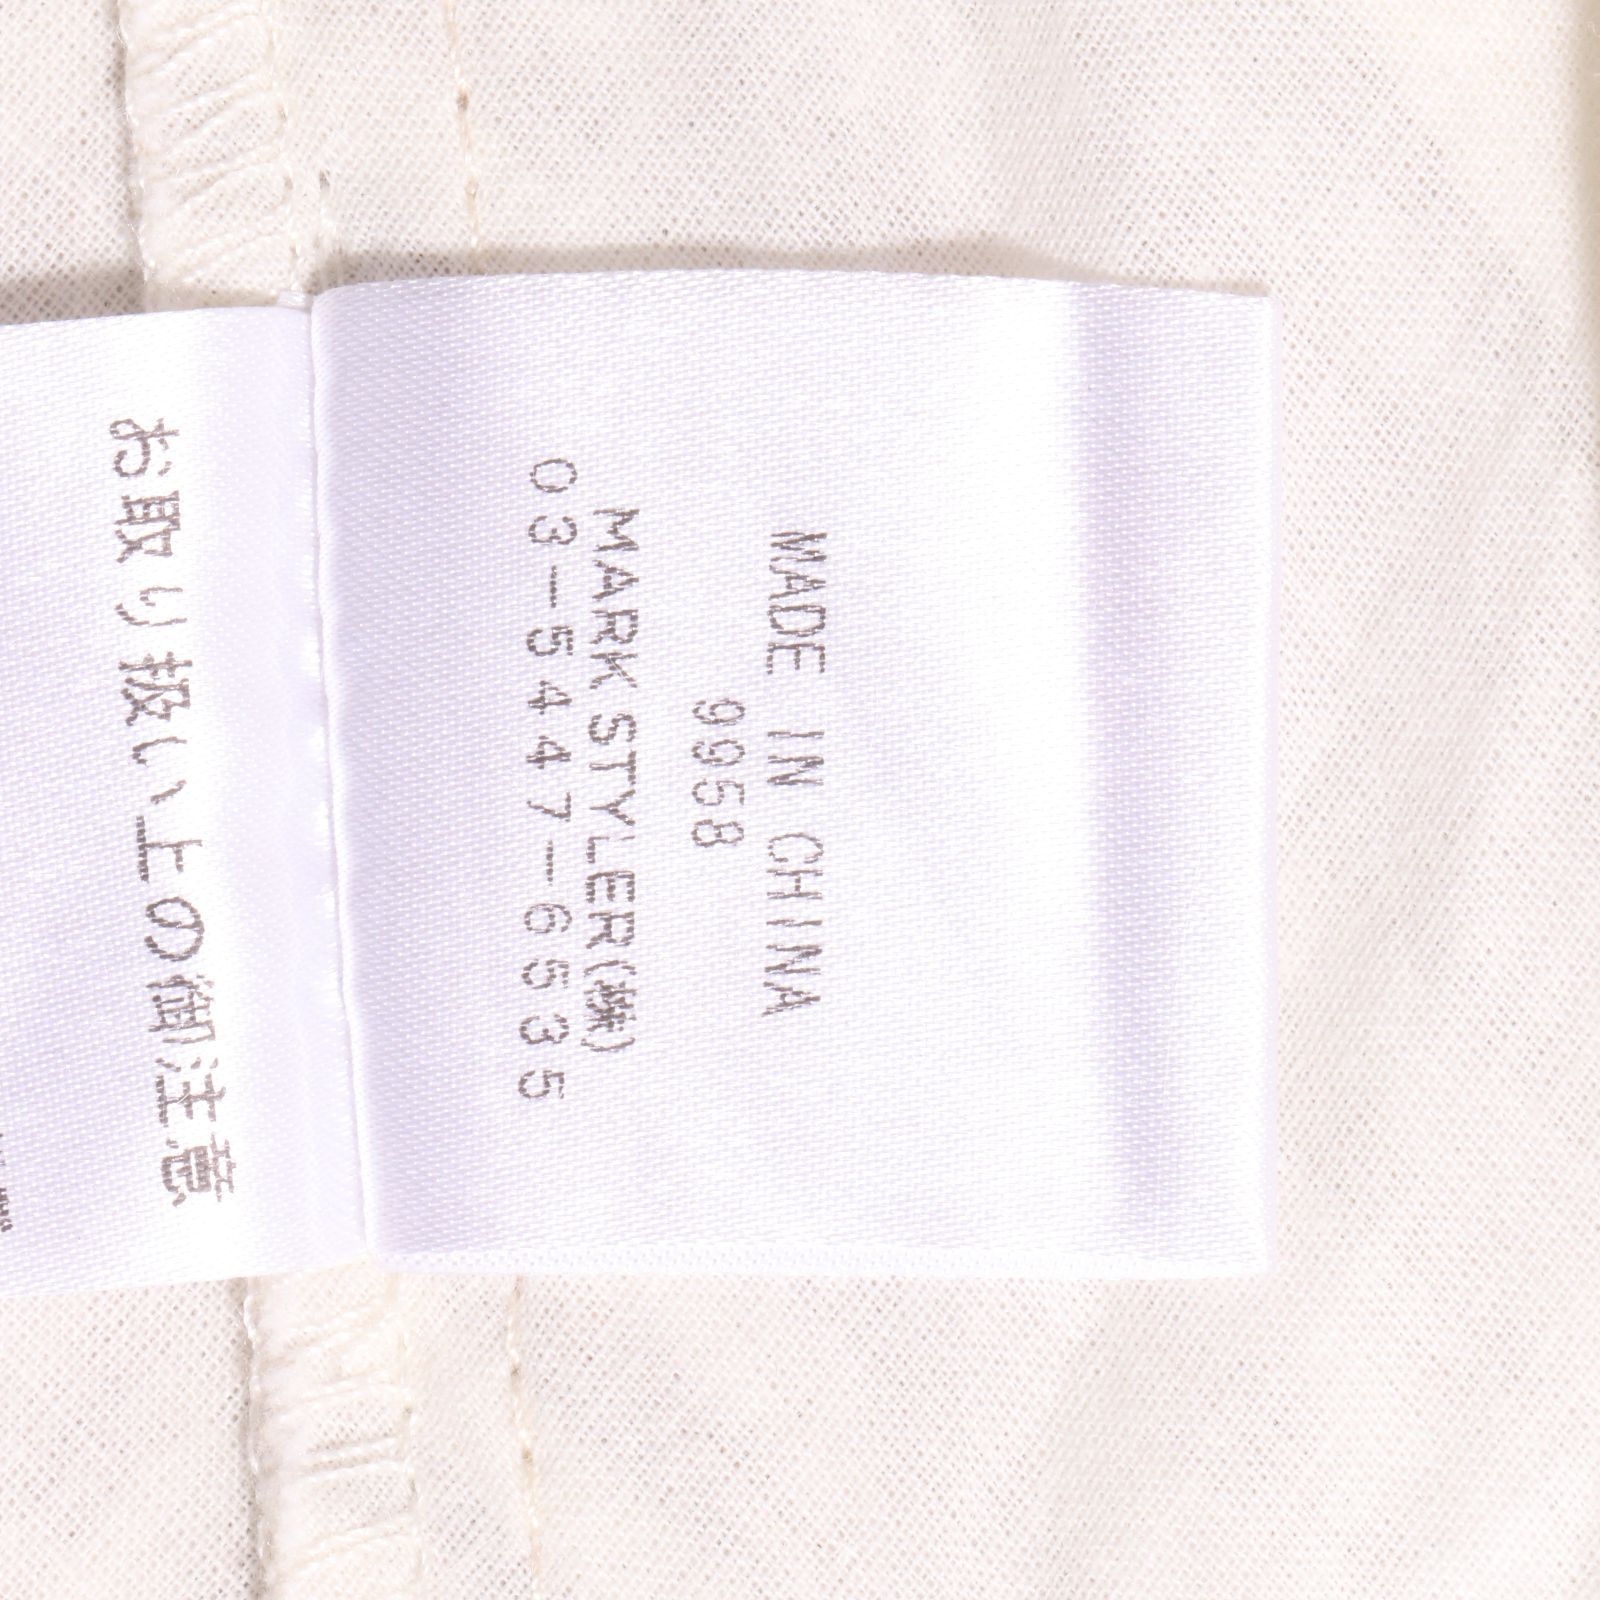 MADE IN CHINA
9958
MARK STYLER(株)
03-5447-6535
お取り扱い上の御注意